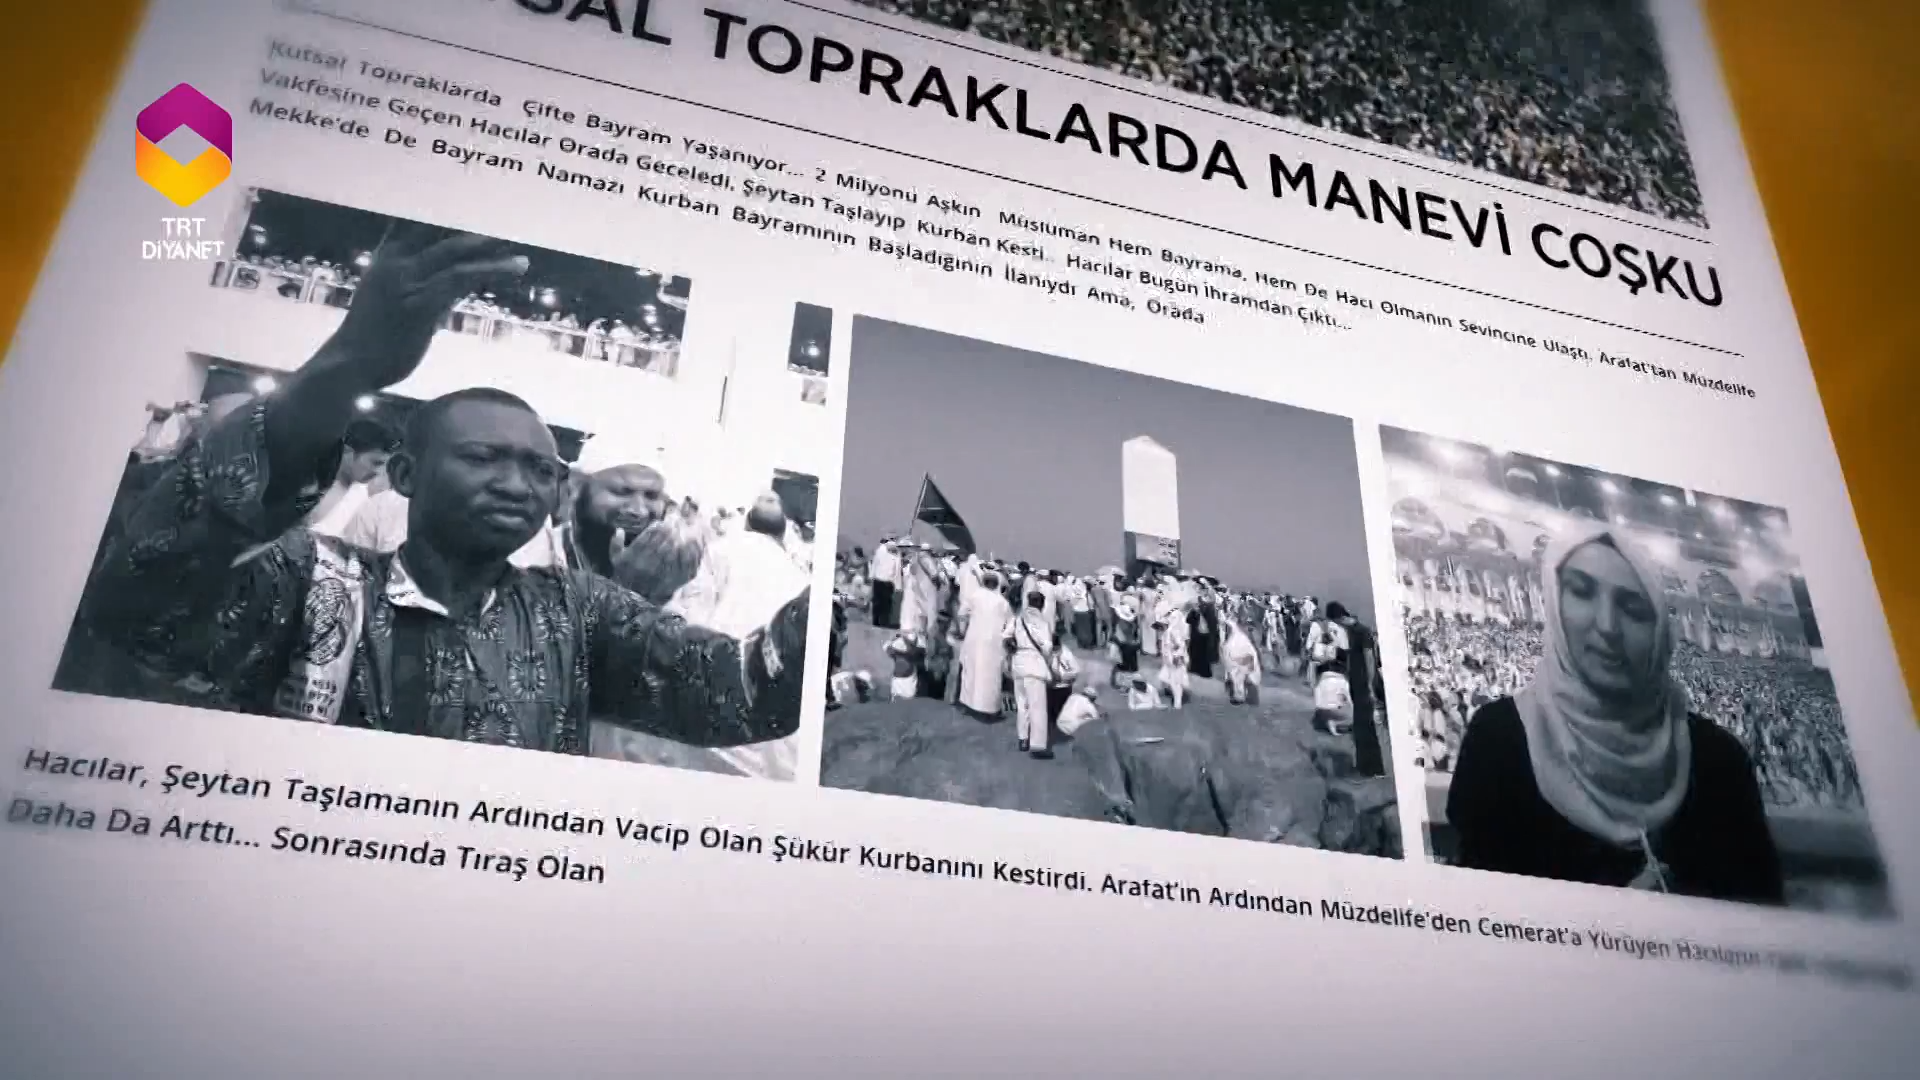 SAL TOPRAKLARDA MANEVİ COŞKU
Kutsal Topraklarda Çifte Bayram Yaşanıyor... 2 Milyonu Aşkın Müslüman Hem Bayrama, Hem De Hacı Olmanın Sevincine Ulaştı. Arafat'tan Müzdelife
Vakfesine Geçen Hacılar Orada Geceledi, Şeytan Taşlayıp Kurban Kesti... Hacılar Bugün İhramdan Çıktı...
Mekke'de De Bayram Namazı Kurban Bayramının Başladığının İlanıydı Ama, Orada
TRT
DİYANET
Hacılar, Şeytan Taşlamanın Ardından Vacip Olan Şükür Kurbanını Kestirdi. Arafat'ın Ardından Müzdelife'den Cemerat'a Yürüyen Hacıların
Daha Da Arttı... Sonrasında Tıraş Olan